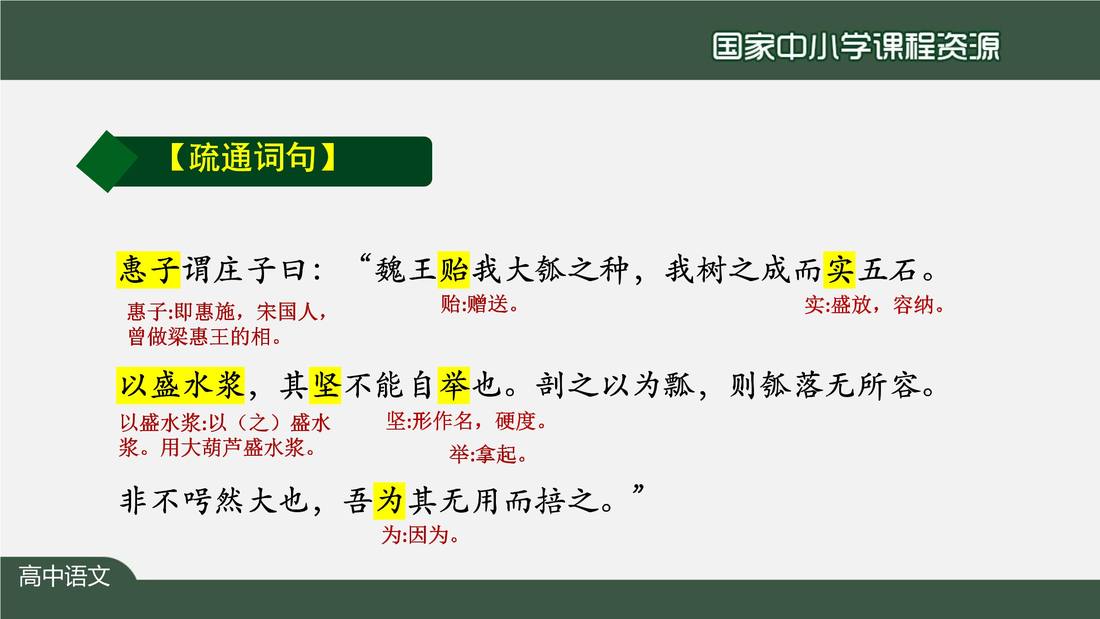 国家中小学课程资源
【疏通词句】
惠子谓庄子曰：“魏王贻我大瓠之种，我树之成而实五石。
惠子:即惠施，宋国人，
曾做梁惠王的相。
贻:赠送。
实:盛放，容纳。
以盛水浆，其坚不能自举也。剖之以为瓢，则瓠落无所容。
以盛水浆:以（之）盛水
浆。用大葫芦盛水浆。
坚:形作名，硬度。
举:拿起。
非不呺然大也，吾为其无用而掊之。”
为:因为。
高中语文